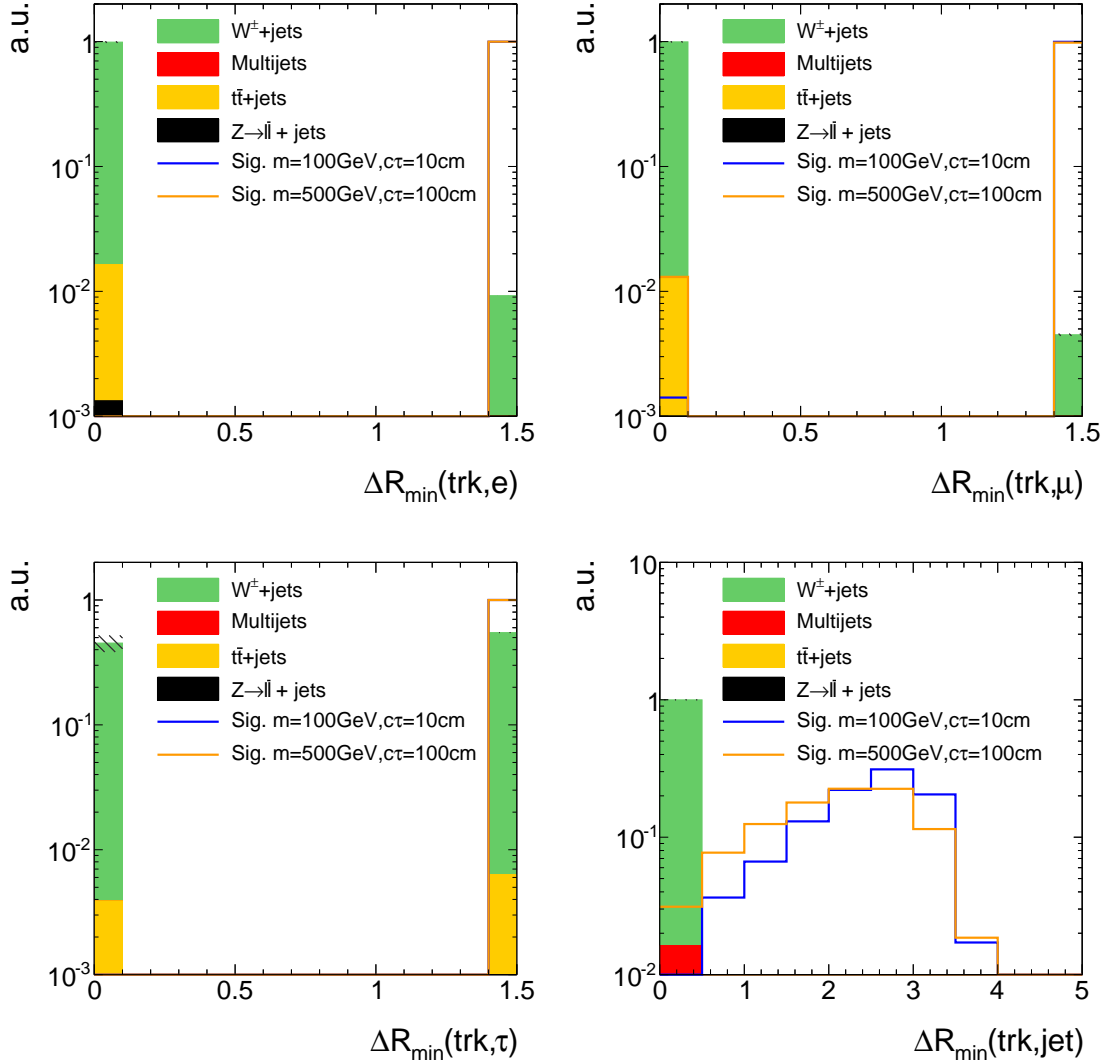 a.u.
W±+jets
Multijets
tt̄+jets
Z→ll̄ + jets
Sig. m=100GeV,cτ=10cm
Sig. m=500GeV,cτ=100cm
1
10⁻¹
10⁻²
10⁻³
0 0.5 1 1.5
ΔR_min(trk,e)
a.u.
W±+jets
Multijets
tt̄+jets
Z→ll̄ + jets
Sig. m=100GeV,cτ=10cm
Sig. m=500GeV,cτ=100cm
1
10⁻¹
10⁻²
10⁻³
0 0.5 1 1.5
ΔR_min(trk,μ)
a.u.
W±+jets
Multijets
tt̄+jets
Z→ll̄ + jets
Sig. m=100GeV,cτ=10cm
Sig. m=500GeV,cτ=100cm
1
10⁻¹
10⁻²
10⁻³
0 0.5 1 1.5
ΔR_min(trk,τ)
a.u.
10
W±+jets
Multijets
tt̄+jets
Z→ll̄ + jets
Sig. m=100GeV,cτ=10cm
Sig. m=500GeV,cτ=100cm
1
10⁻¹
10⁻²
0 1 2 3 4 5
ΔR_min(trk,jet)